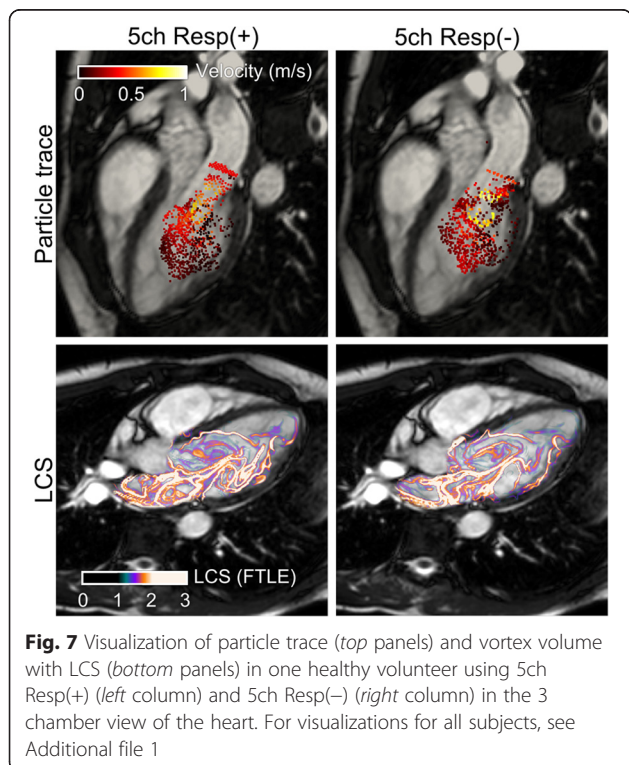 5ch Resp(+)
5ch Resp(-)
Particle trace
Velocity (m/s)
0
0.5
1
LCS
LCS (FTLE)
0
1
2
3
Fig. 7 Visualization of particle trace (top panels) and vortex volume
with LCS (bottom panels) in one healthy volunteer using 5ch
Resp(+) (left column) and 5ch Resp(−) (right column) in the 3
chamber view of the heart. For visualizations for all subjects, see
Additional file 1